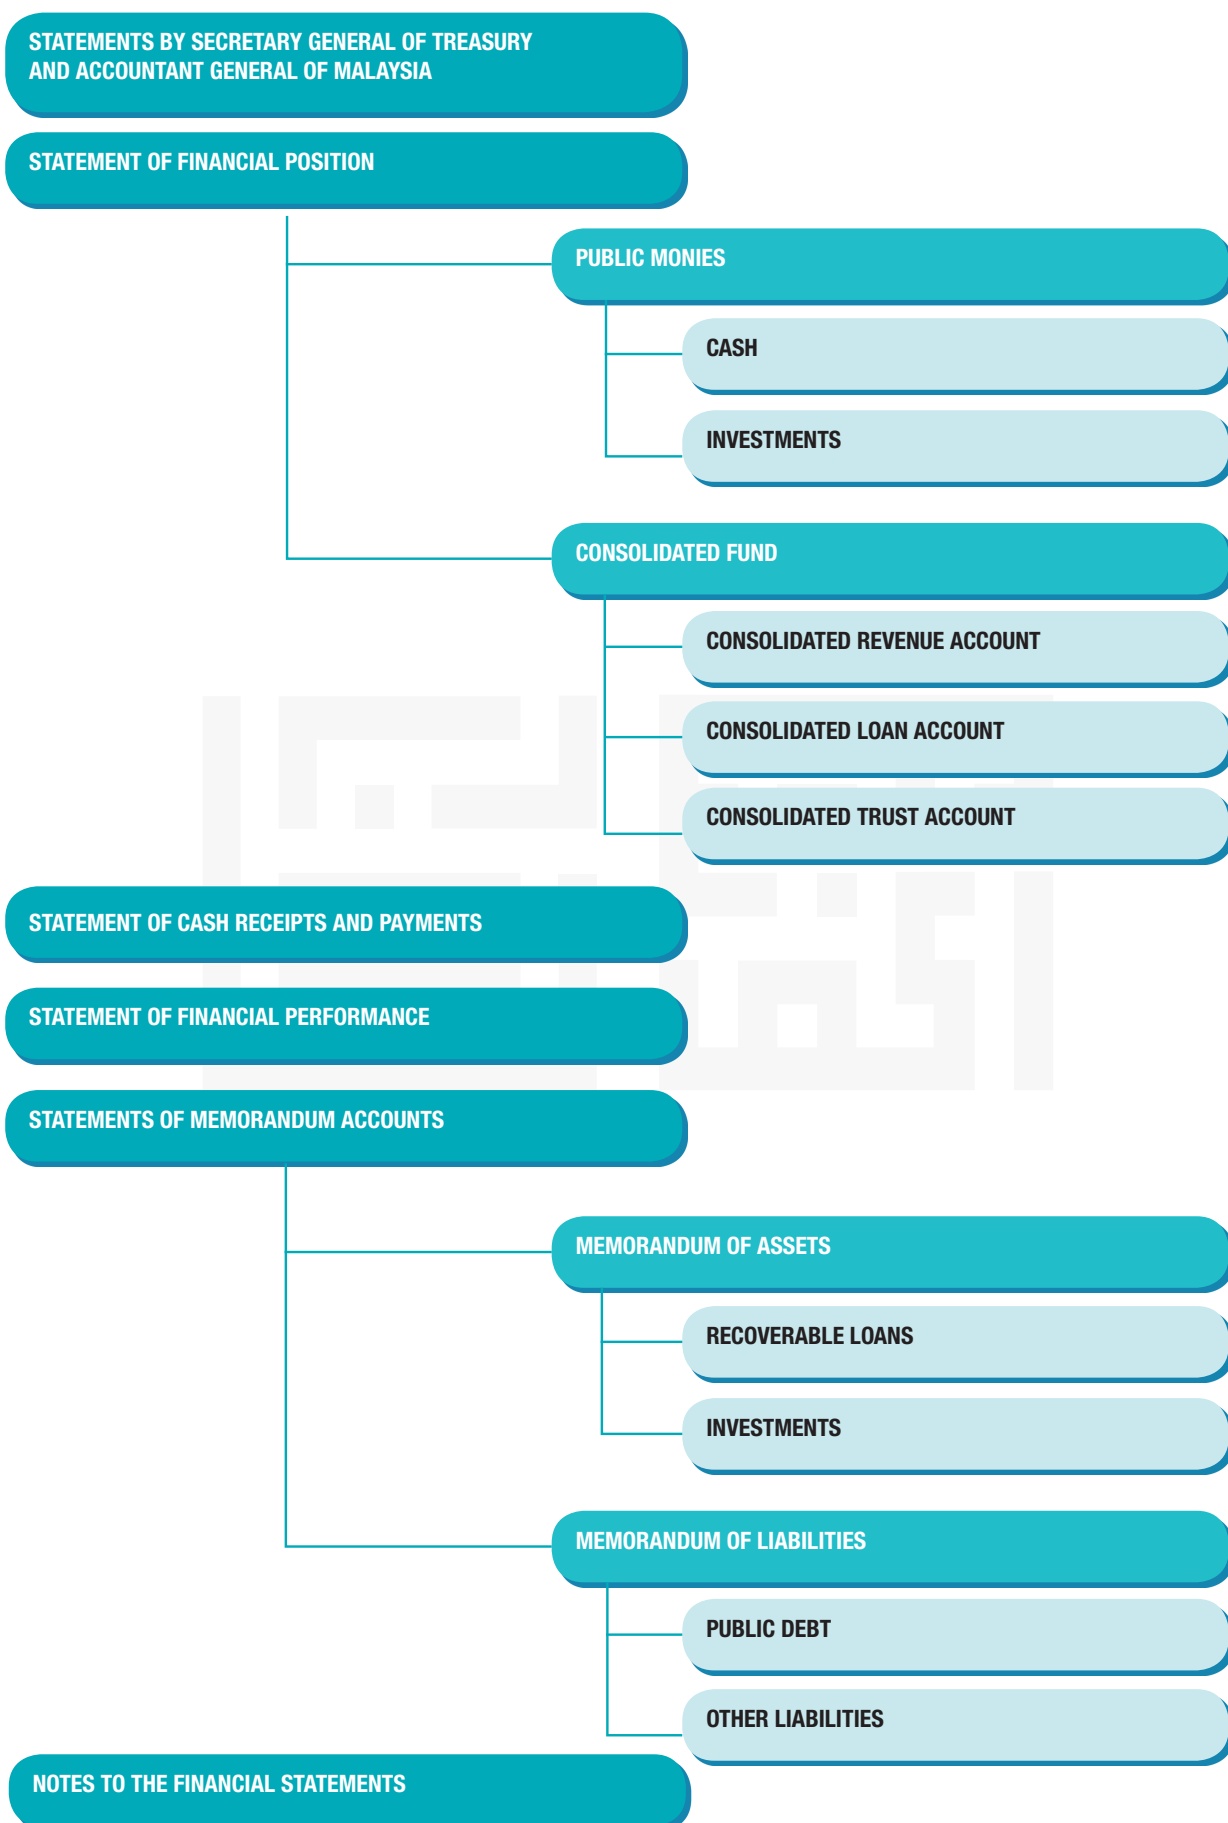 STATEMENTS BY SECRETARY GENERAL OF TREASURY
AND ACCOUNTANT GENERAL OF MALAYSIA
STATEMENT OF FINANCIAL POSITION
PUBLIC MONIES
CASH
INVESTMENTS
CONSOLIDATED FUND
CONSOLIDATED REVENUE ACCOUNT
CONSOLIDATED LOAN ACCOUNT
CONSOLIDATED TRUST ACCOUNT
STATEMENT OF CASH RECEIPTS AND PAYMENTS
STATEMENT OF FINANCIAL PERFORMANCE
STATEMENTS OF MEMORANDUM ACCOUNTS
MEMORANDUM OF ASSETS
RECOVERABLE LOANS
INVESTMENTS
MEMORANDUM OF LIABILITIES
PUBLIC DEBT
OTHER LIABILITIES
NOTES TO THE FINANCIAL STATEMENTS